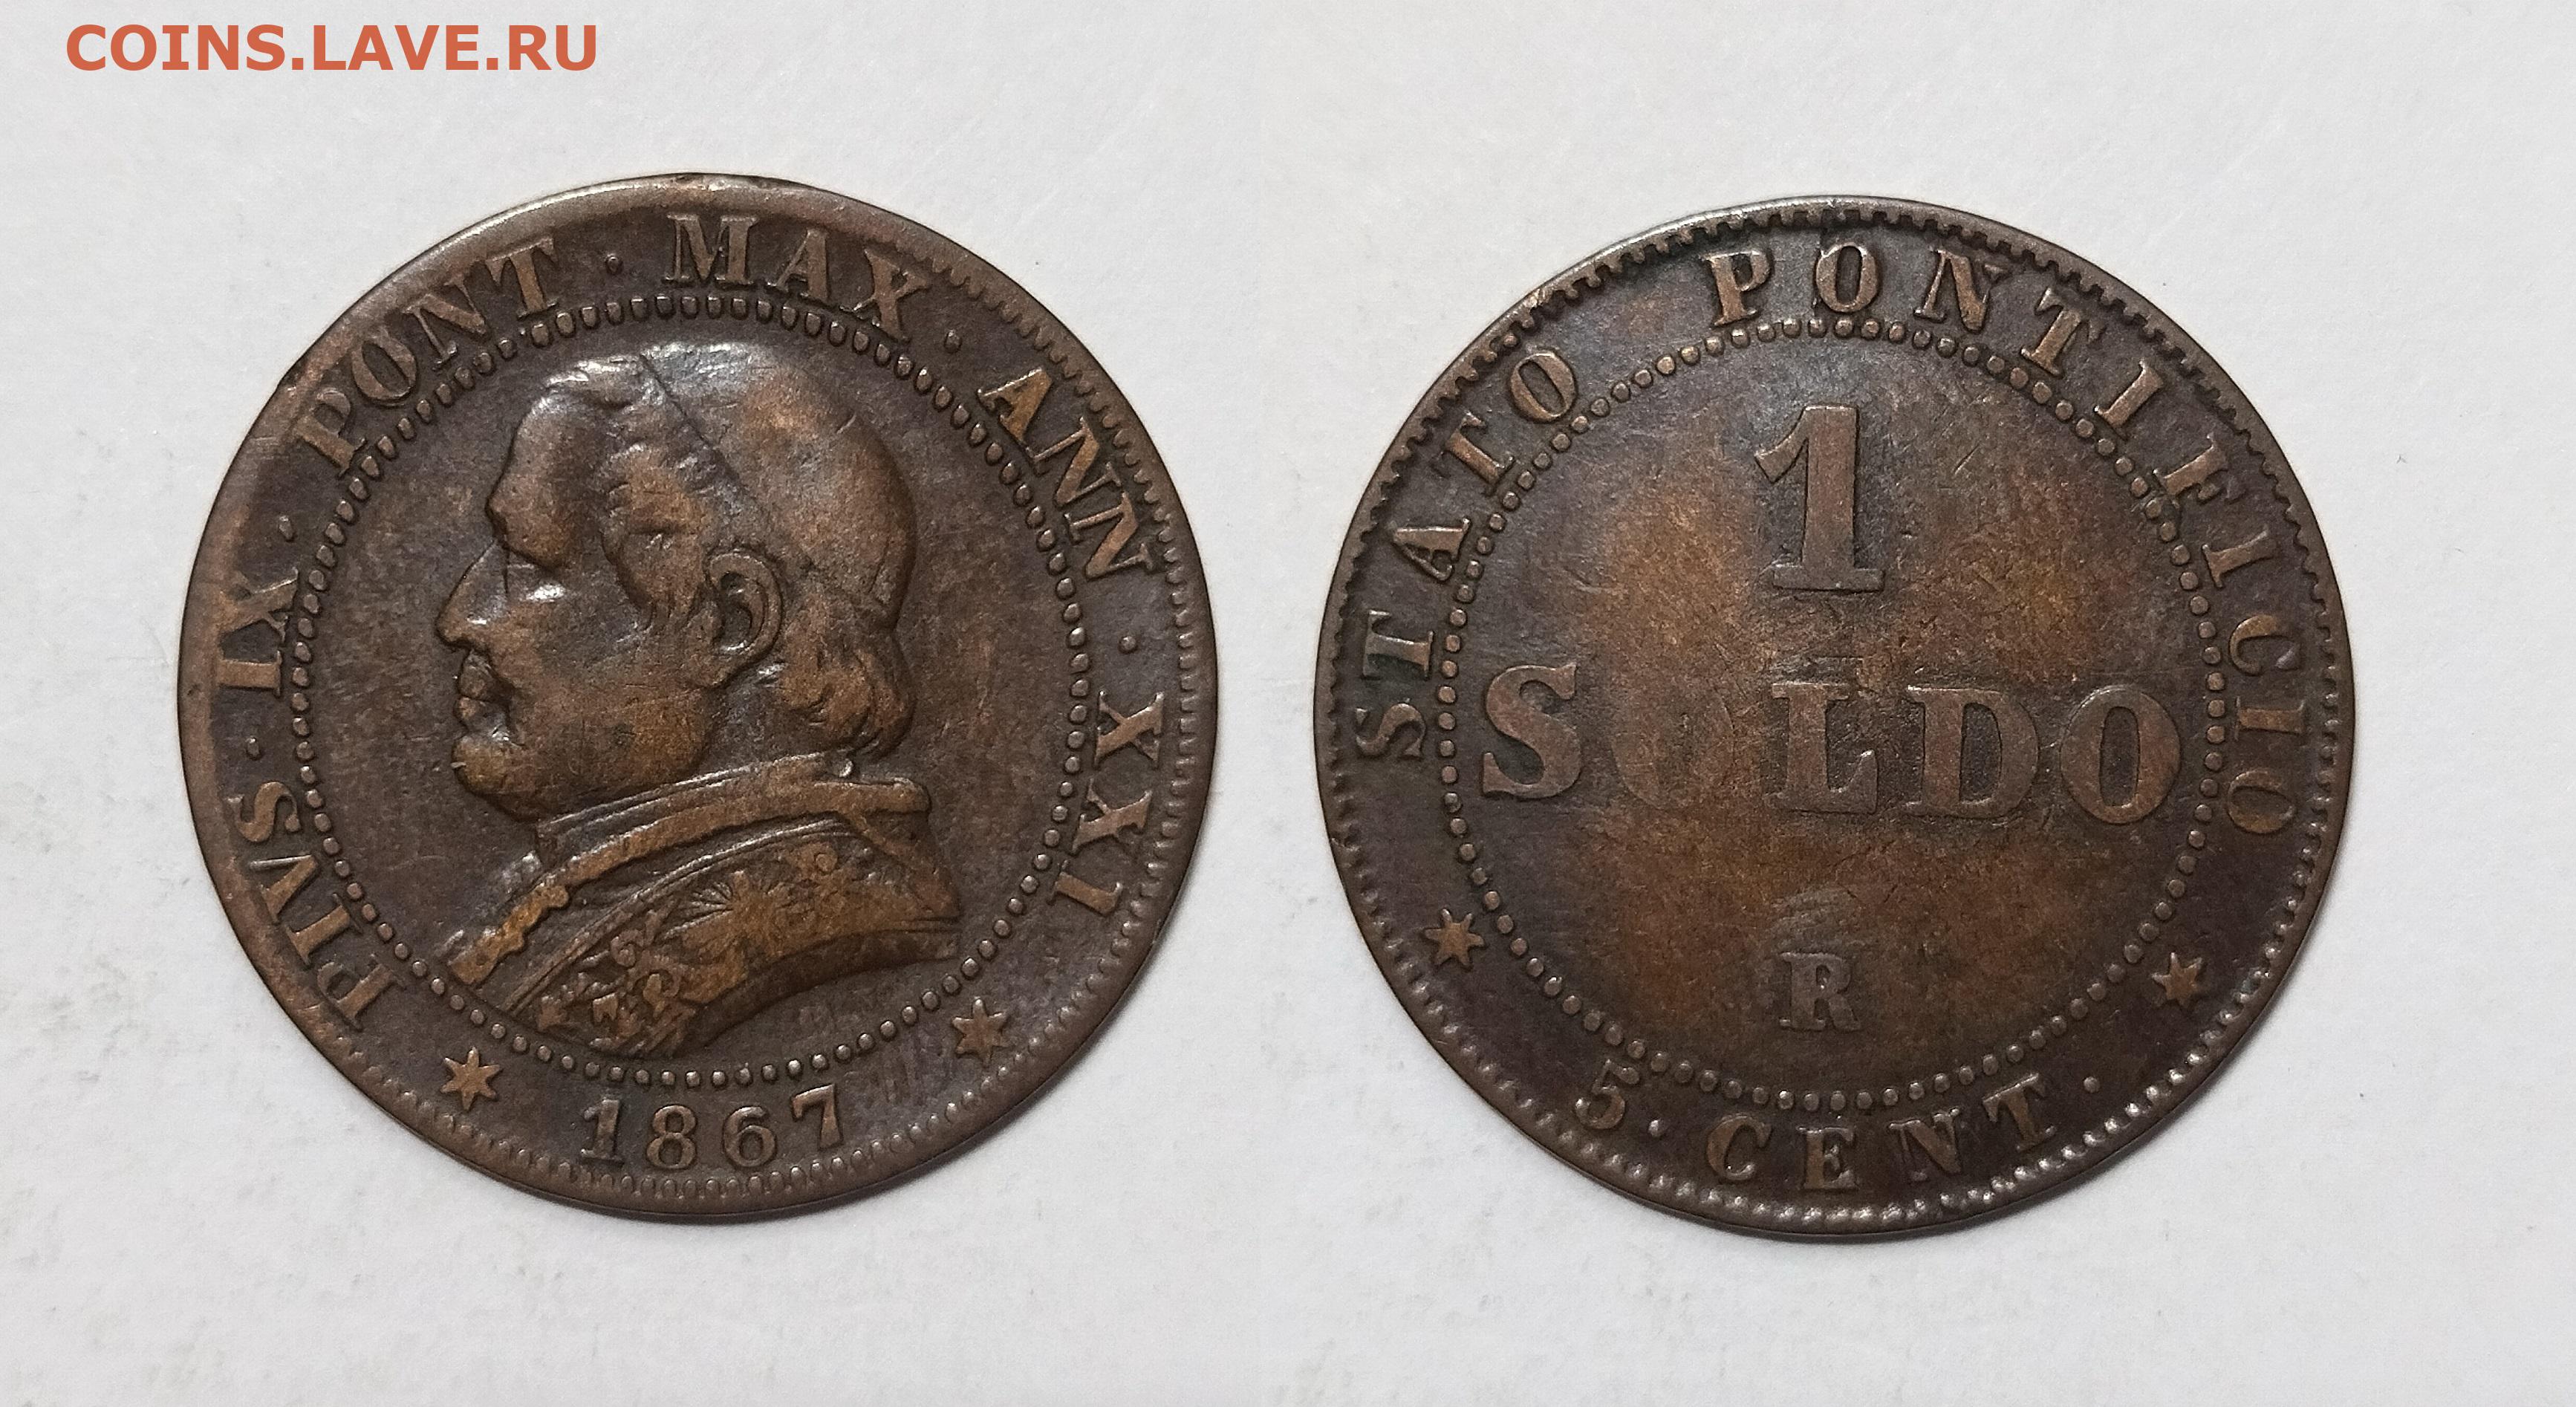 COINS.LAVE.RU
PIVS · IX · PONT · MAX · ANN · XXI
1867
STATO PONTIFICIO
1
SOLDO
R
5 · CENT ·